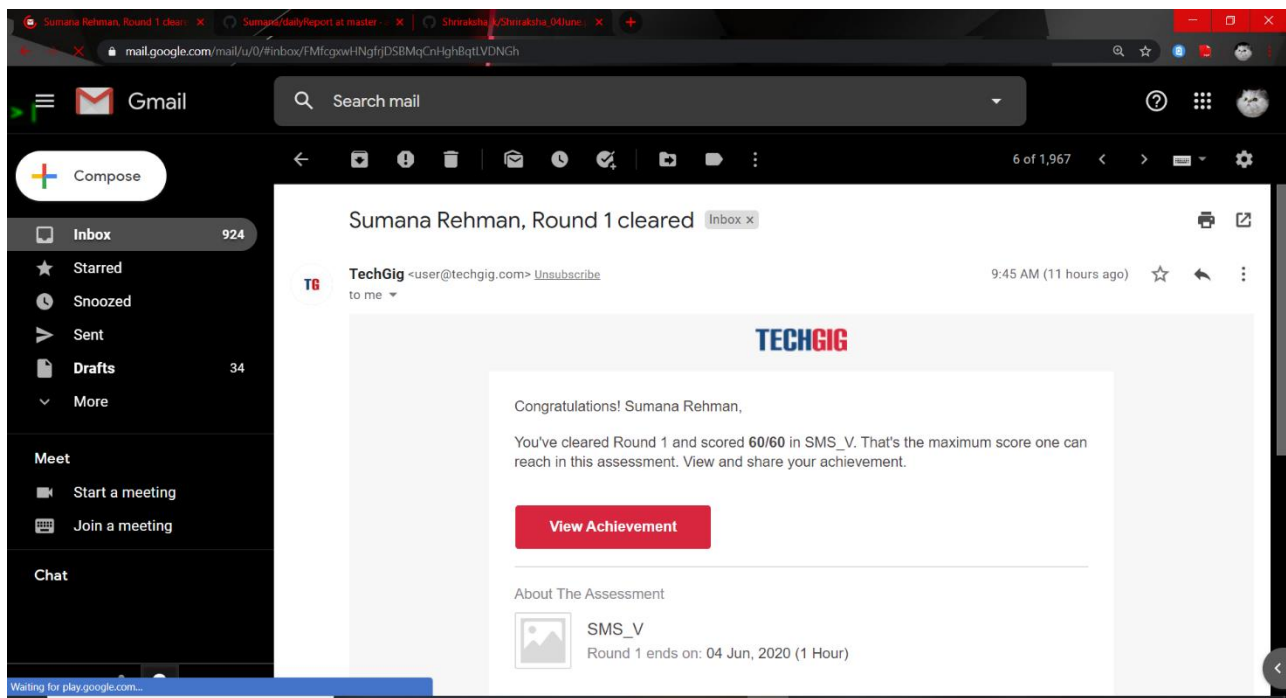 Sumana Rehman, Round 1 clear
Sumana/dailyReport at master
Shriraksha_k/Shriraksha_04June
mail.google.com/mail/u/0/#inbox/FMfcgxwHNgfrjDSBMqCnHghBqtLVDNGh
Gmail
Search mail
Compose
6 of 1,967
Inbox 924
Starred
Snoozed
Sent
Drafts 34
More
Meet
Start a meeting
Join a meeting
Chat
Sumana Rehman, Round 1 cleared Inbox x
TG
TechGig <user@techgig.com> Unsubscribe 9:45 AM (11 hours ago)
to me
TECHGIG
Congratulations! Sumana Rehman,
You've cleared Round 1 and scored 60/60 in SMS_V. That's the maximum score one can
reach in this assessment. View and share your achievement.
View Achievement
About The Assessment
SMS_V
Round 1 ends on: 04 Jun, 2020 (1 Hour)
Waiting for play.google.com...